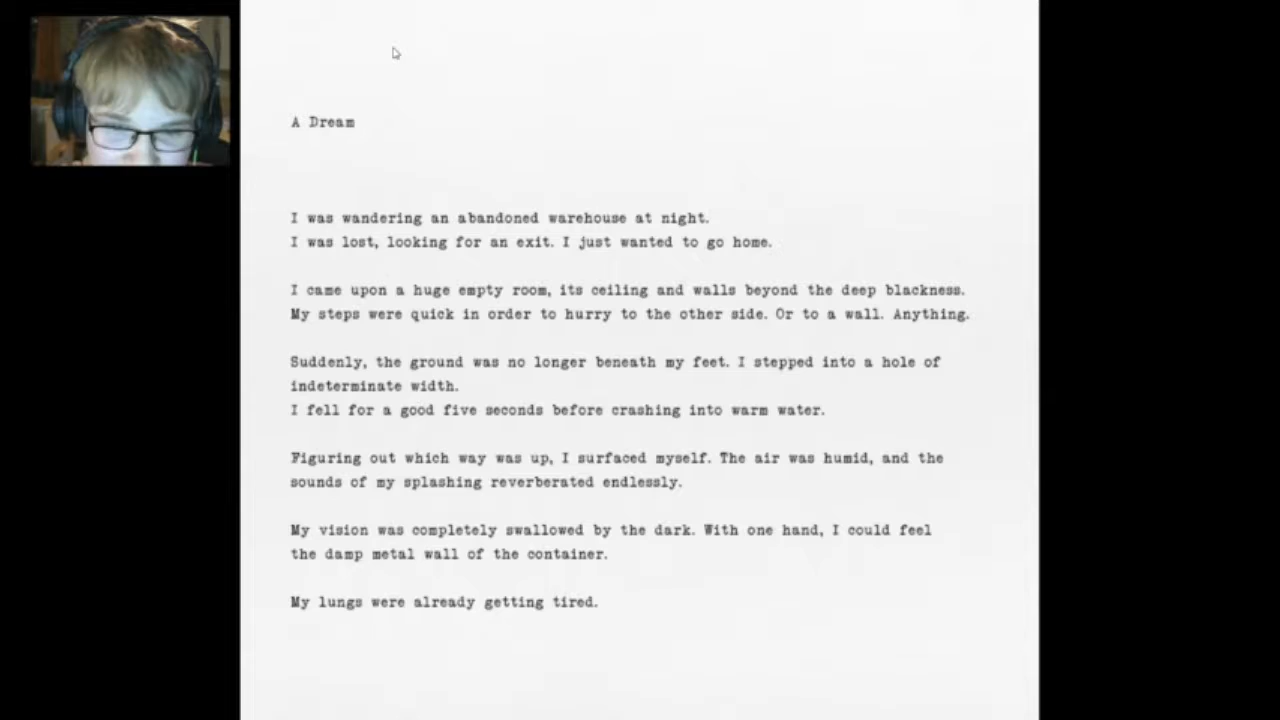 A Dream
I was wandering an abandoned warehouse at night.
I was lost, looking for an exit. I just wanted to go home.
I came upon a huge empty room, its ceiling and walls beyond the deep blackness.
My steps were quick in order to hurry to the other side. Or to a wall. Anything.
Suddenly, the ground was no longer beneath my feet. I stepped into a hole of
indeterminate width.
I fell for a good five seconds before crashing into warm water.
Figuring out which way was up, I surfaced myself. The air was humid, and the
sounds of my splashing reverberated endlessly.
My vision was completely swallowed by the dark. With one hand, I could feel
the damp metal wall of the container.
My lungs were already getting tired.